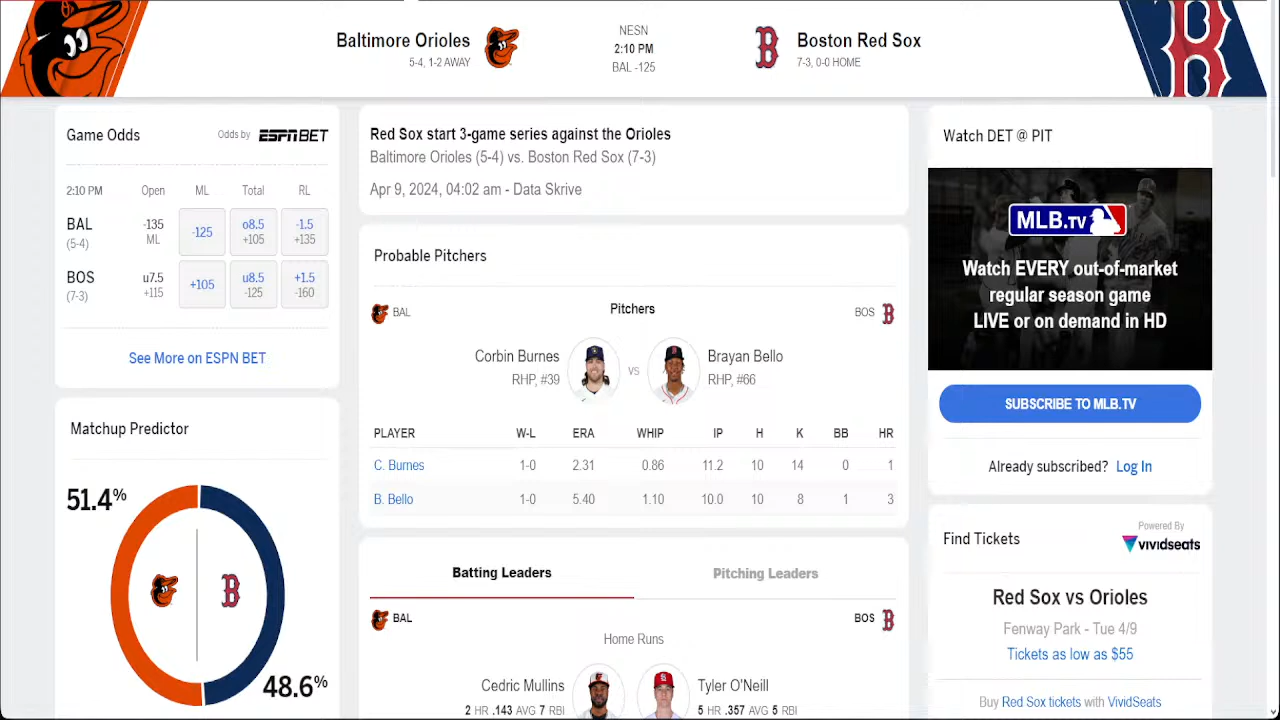 Baltimore Orioles
5-4, 1-2 AWAY
NESN
2:10 PM
BAL -125
Boston Red Sox
7-3, 0-0 HOME
Game Odds
Odds by ESPN BET
2:10 PM Open ML Total RL
BAL
(5-4)
-135
ML
-125
o8.5
+105
-1.5
+135
BOS
(7-3)
u7.5
+115
+105
u8.5
-125
+1.5
-160
See More on ESPN BET
Matchup Predictor
51.4%
48.6%
Red Sox start 3-game series against the Orioles
Baltimore Orioles (5-4) vs. Boston Red Sox (7-3)
Apr 9, 2024, 04:02 am - Data Skrive
Probable Pitchers
BAL Pitchers BOS
Corbin Burnes
RHP, #39
VS
Brayan Bello
RHP, #66
PLAYER W-L ERA WHIP IP H K BB HR
C. Burnes 1-0 2.31 0.86 11.2 10 14 0 1
B. Bello 1-0 5.40 1.10 10.0 10 8 1 3
Batting Leaders Pitching Leaders
BAL BOS
Home Runs
Cedric Mullins
2 HR .143 AVG 7 RBI
Tyler O'Neill
5 HR .357 AVG 5 RBI
Watch DET @ PIT
MLB.TV
Watch EVERY out-of-market
regular season game
LIVE or on demand in HD
SUBSCRIBE TO MLB.TV
Already subscribed? Log In
Find Tickets
Powered By
vividseats
Red Sox vs Orioles
Fenway Park - Tue 4/9
Tickets as low as $55
Buy Red Sox tickets with VividSeats